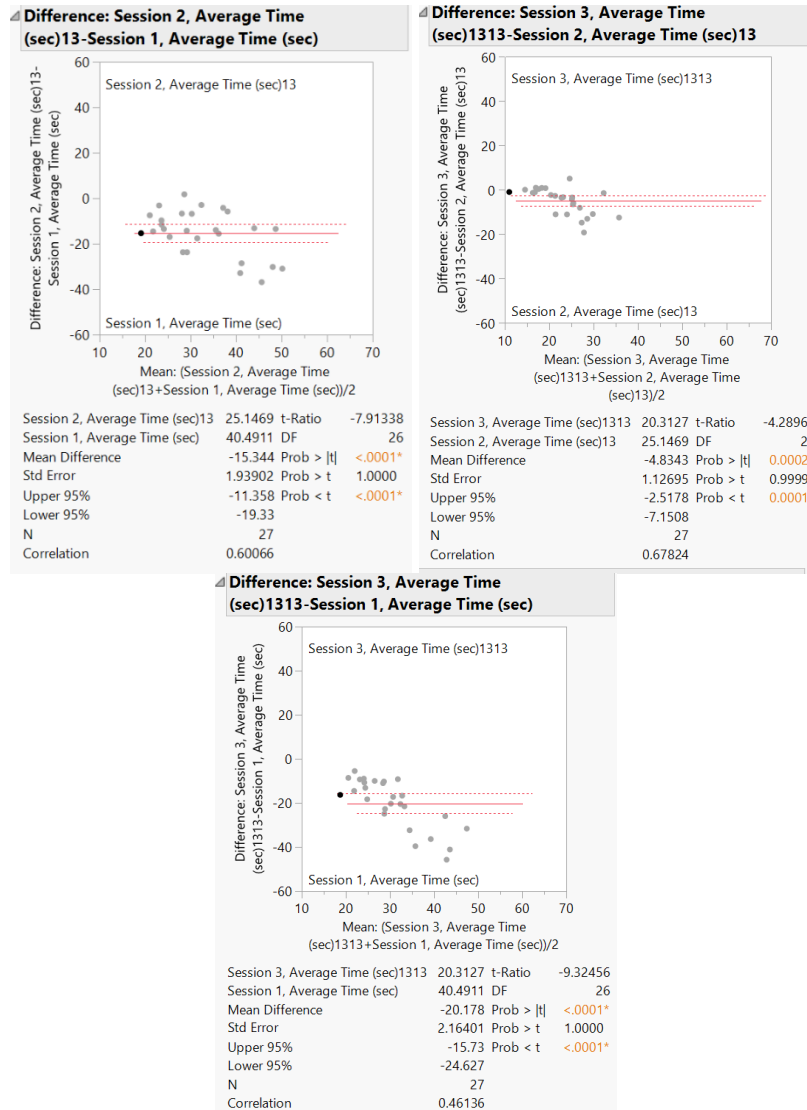 Difference: Session 2, Average Time
(sec)13-Session 1, Average Time (sec)
60
40
20
0
-20
-40
-60
Difference: Session 2, Average Time (sec)13-
Session 1, Average Time (sec)
Session 2, Average Time (sec)13
Session 1, Average Time (sec)
10 20 30 40 50 60 70
Mean: (Session 2, Average Time
(sec)13+Session 1, Average Time (sec))/2
Session 2, Average Time (sec)13 25.1469 t-Ratio -7.91338
Session 1, Average Time (sec) 40.4911 DF 26
Mean Difference -15.344 Prob > |t| <.0001*
Std Error 1.93902 Prob > t 1.0000
Upper 95% -11.358 Prob < t <.0001*
Lower 95% -19.33
N 27
Correlation 0.60066
Difference: Session 3, Average Time
(sec)1313-Session 2, Average Time (sec)13
60
40
20
0
-20
-40
-60
Difference: Session 3, Average Time
(sec)1313-Session 2, Average Time (sec)13
Session 3, Average Time (sec)1313
Session 2, Average Time (sec)13
10 20 30 40 50 60 70
Mean: (Session 3, Average Time
(sec)1313+Session 2, Average Time
(sec)13)/2
Session 3, Average Time (sec)1313 20.3127 t-Ratio -4.2896
Session 2, Average Time (sec)13 25.1469 DF 2
Mean Difference -4.8343 Prob > |t| 0.0002
Std Error 1.12695 Prob > t 0.9999
Upper 95% -2.5178 Prob < t 0.0001
Lower 95% -7.1508
N 27
Correlation 0.67824
Difference: Session 3, Average Time
(sec)1313-Session 1, Average Time (sec)
60
40
20
0
-20
-40
-60
Difference: Session 3, Average Time
(sec)1313-Session 1, Average Time (sec)
Session 3, Average Time (sec)1313
Session 1, Average Time (sec)
10 20 30 40 50 60 70
Mean: (Session 3, Average Time
(sec)1313+Session 1, Average Time (sec))/2
Session 3, Average Time (sec)1313 20.3127 t-Ratio -9.32456
Session 1, Average Time (sec) 40.4911 DF 26
Mean Difference -20.178 Prob > |t| <.0001*
Std Error 2.16401 Prob > t 1.0000
Upper 95% -15.73 Prob < t <.0001*
Lower 95% -24.627
N 27
Correlation 0.46136